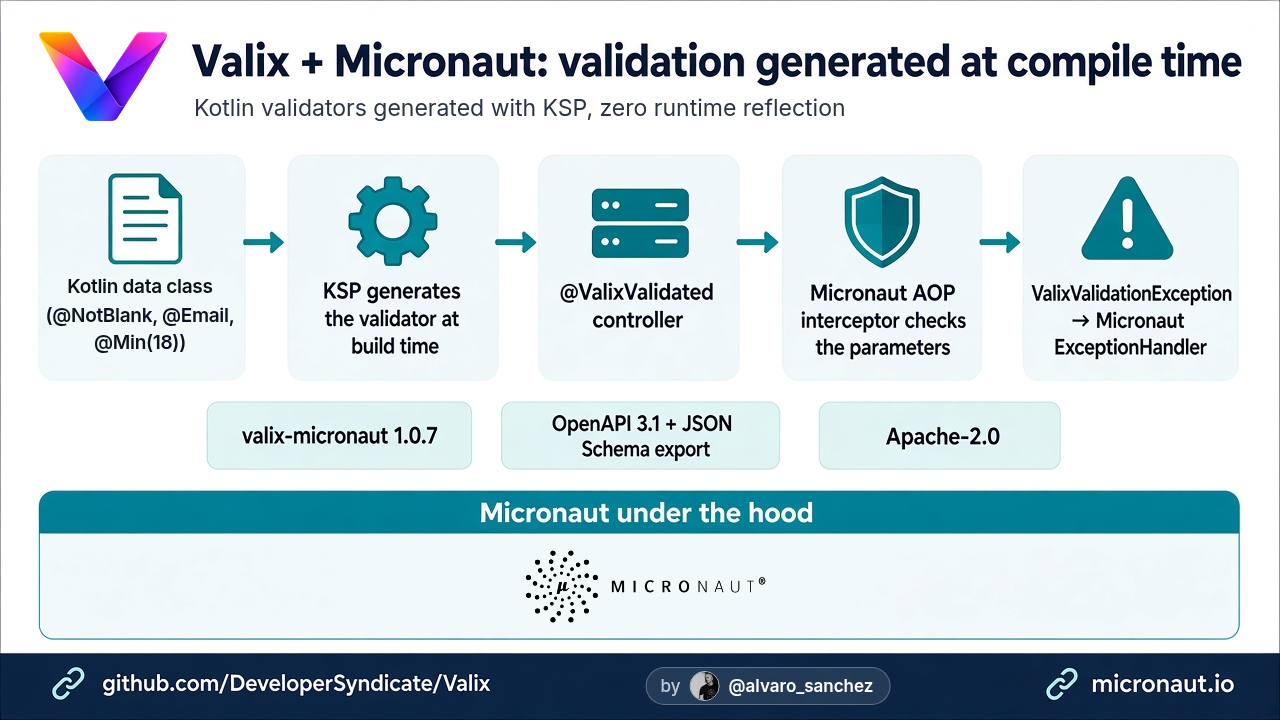 Valix + Micronaut: validation generated at compile time
Kotlin validators generated with KSP, zero runtime reflection
Kotlin data class
(@NotBlank, @Email,
@Min(18))
KSP generates
the validator at
build time
@ValixValidated
controller
Micronaut AOP
interceptor checks
the parameters
ValixValidationException
→ Micronaut
ExceptionHandler
valix-micronaut 1.0.7
OpenAPI 3.1 + JSON
Schema export
Apache-2.0
Micronaut under the hood
μ MICRONAUT®
github.com/DeveloperSyndicate/Valix
by @alvaro_sanchez
micronaut.io